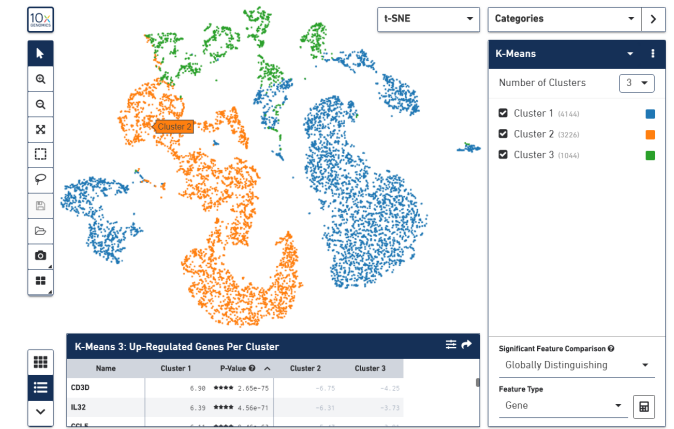 10x
GENOMICS
t-SNE
Categories
K-Means
Number of Clusters
3
Cluster 1 (4144)
Cluster 2 (3226)
Cluster 3 (1044)
Cluster 2
Significant Feature Comparison
Globally Distinguishing
Feature Type
Gene
K-Means 3: Up-Regulated Genes Per Cluster
Name Cluster 1 P-Value Cluster 2 Cluster 3
CD3D 6.90 **** 2.65e-75 -6.75 -4.25
IL32 6.39 **** 4.56e-71 -6.31 -3.73
CCL5